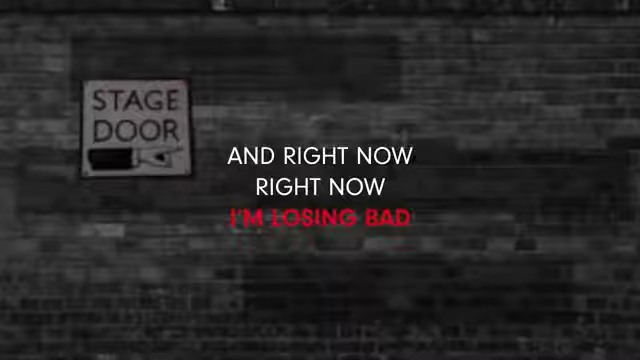 STAGE
DOOR
AND RIGHT NOW
RIGHT NOW
I'M LOSING BAD